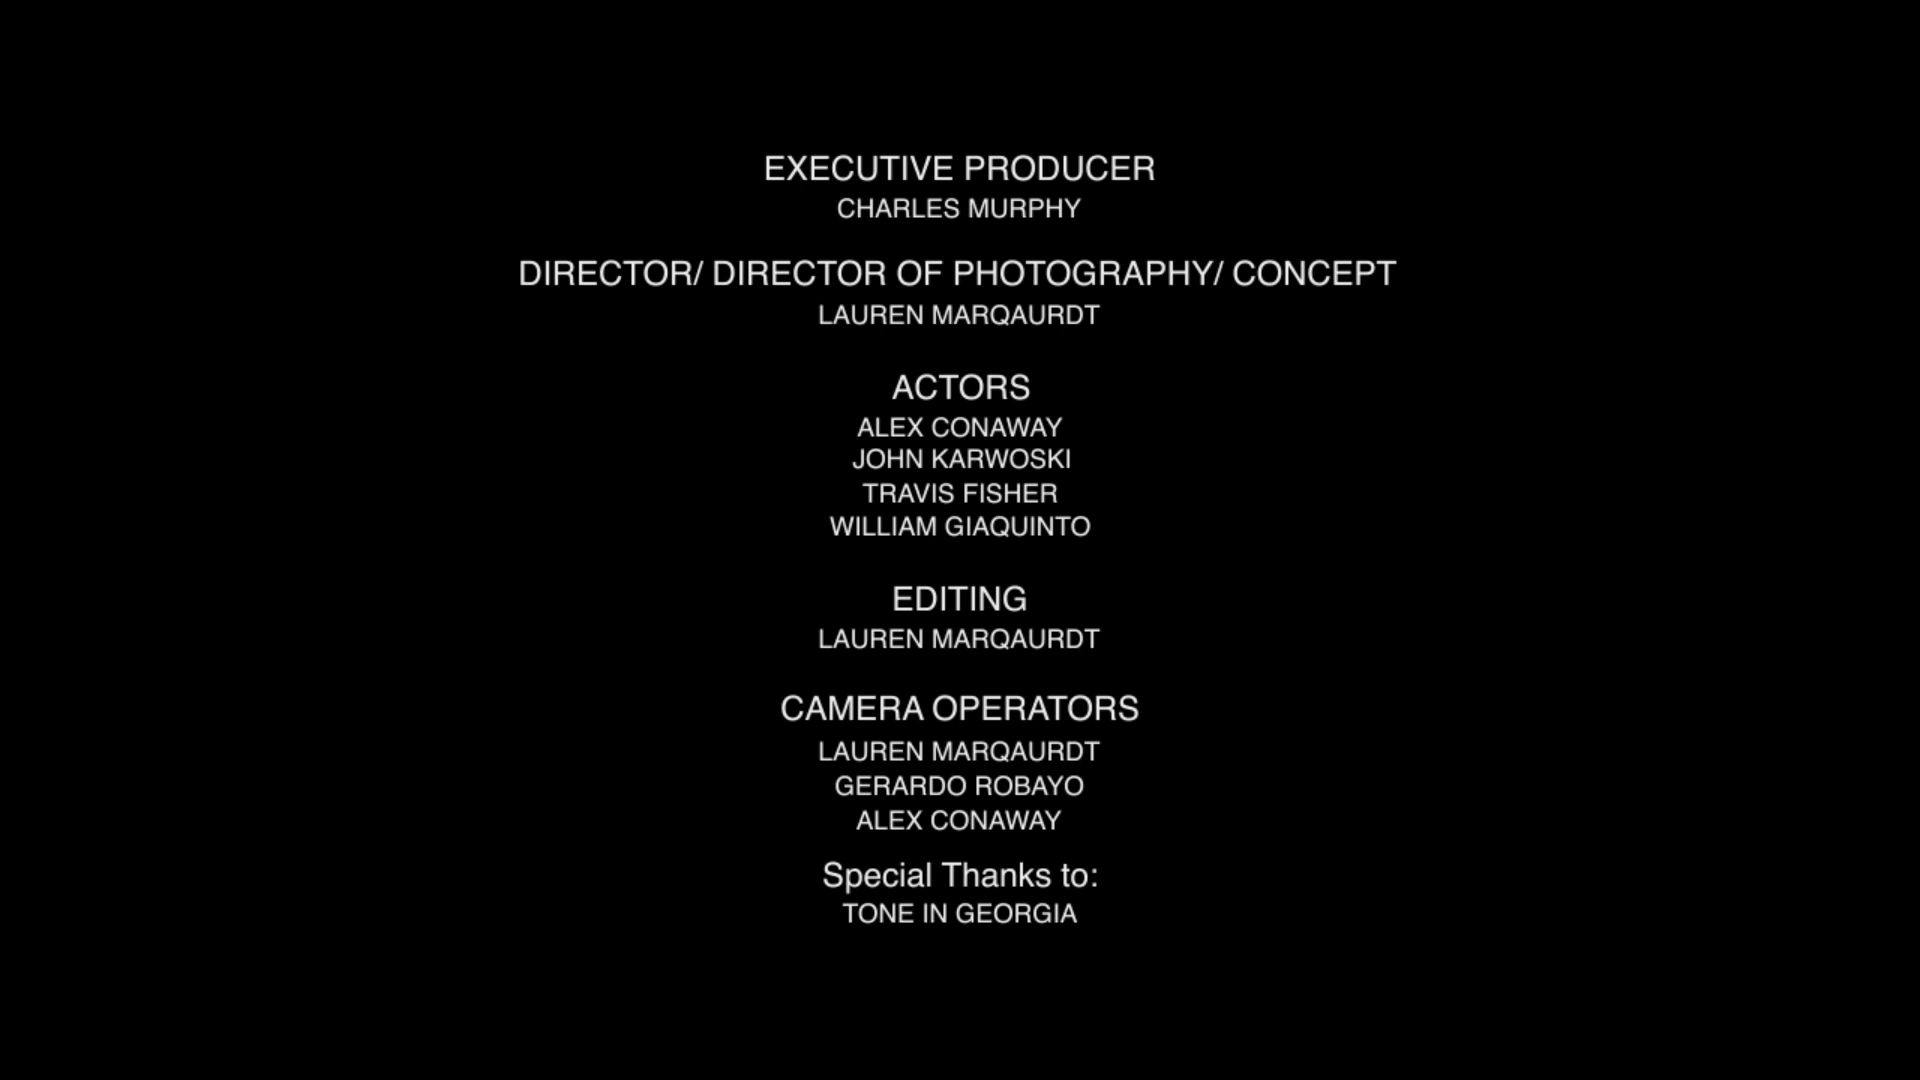 EXECUTIVE PRODUCER
CHARLES MURPHY
DIRECTOR/ DIRECTOR OF PHOTOGRAPHY/ CONCEPT
LAUREN MARQAURDT
ACTORS
ALEX CONAWAY
JOHN KARWOSKI
TRAVIS FISHER
WILLIAM GIAQUINTO
EDITING
LAUREN MARQAURDT
CAMERA OPERATORS
LAUREN MARQAURDT
GERARDO ROBAYO
ALEX CONAWAY
Special Thanks to:
TONE IN GEORGIA